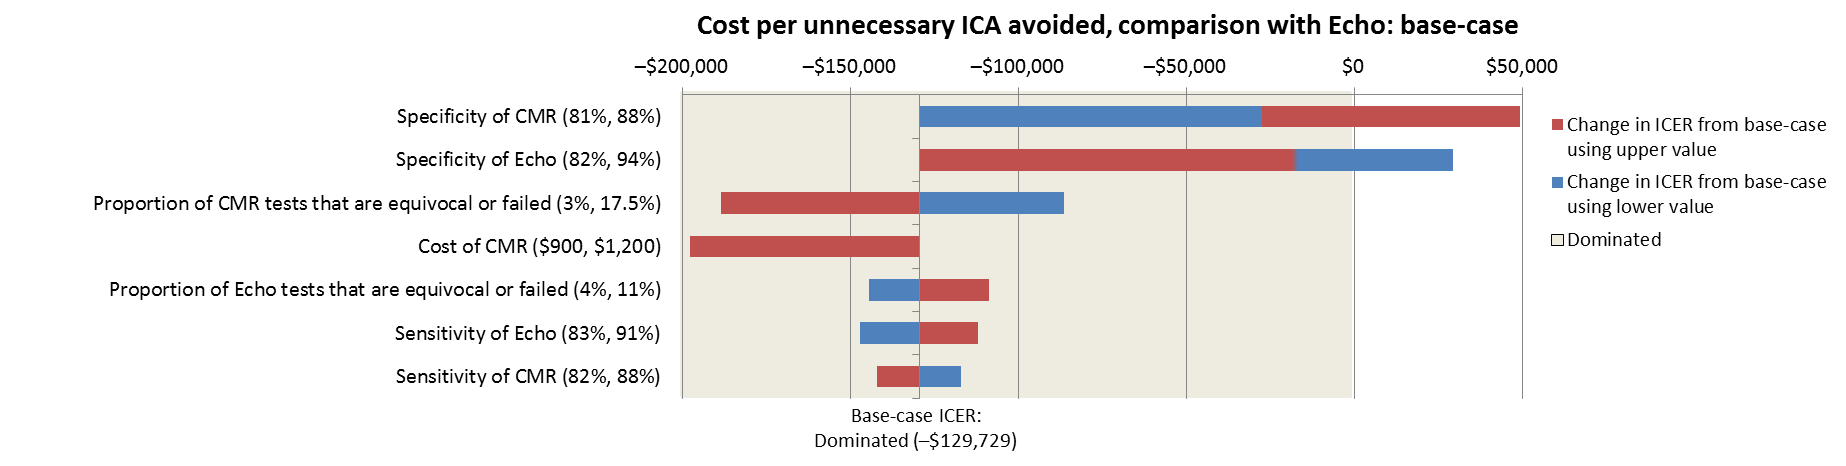 Cost per unnecessary ICA avoided, comparison with Echo: base-case
–$200,000 –$150,000 –$100,000 –$50,000 $0 $50,000
Specificity of CMR (81%, 88%)
Specificity of Echo (82%, 94%)
Proportion of CMR tests that are equivocal or failed (3%, 17.5%)
Cost of CMR ($900, $1,200)
Proportion of Echo tests that are equivocal or failed (4%, 11%)
Sensitivity of Echo (83%, 91%)
Sensitivity of CMR (82%, 88%)
Change in ICER from base-case
using upper value
Change in ICER from base-case
using lower value
Dominated
Base-case ICER:
Dominated (–$129,729)